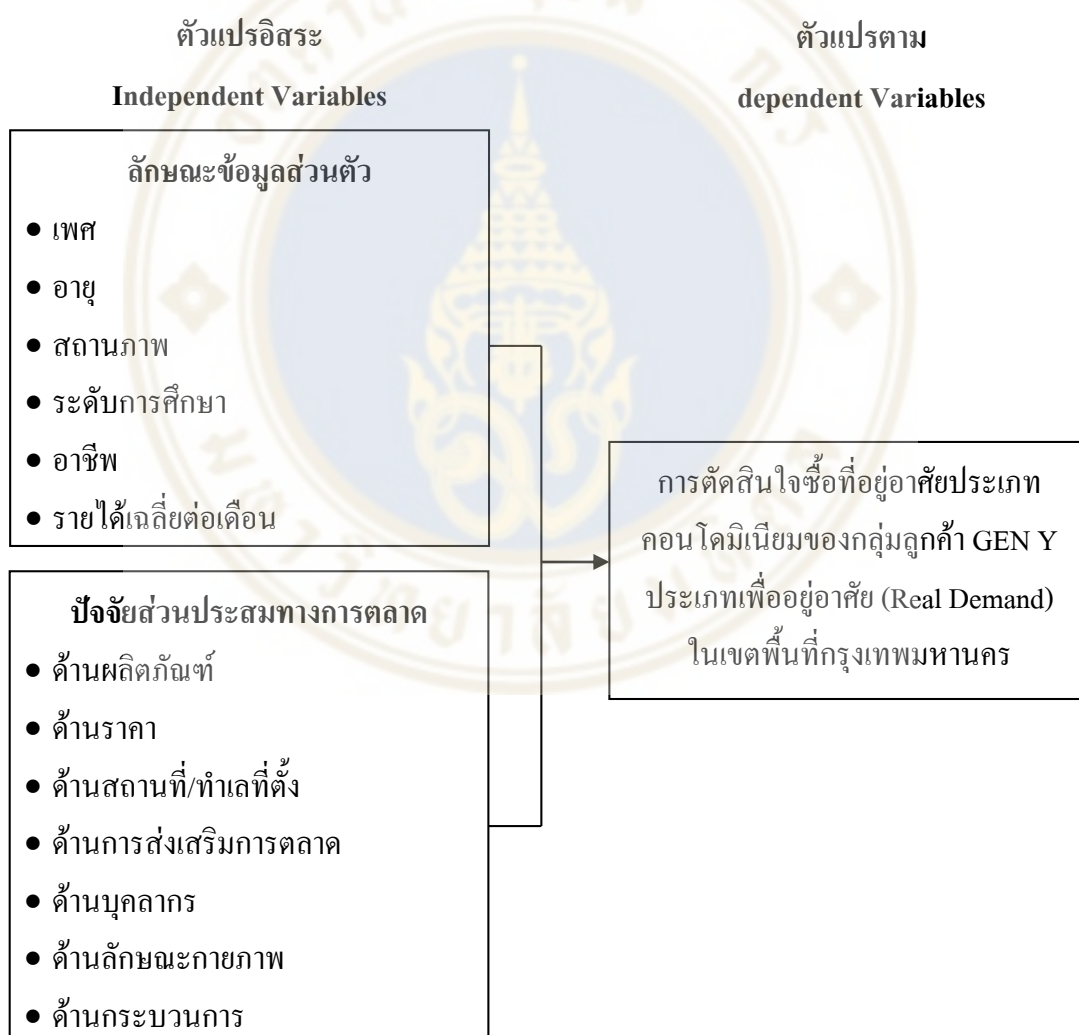 ตัวแปรอิสระ
Independent Variables
ตัวแปรตาม
dependent Variables
ลักษณะข้อมูลส่วนตัว
● เพศ
● อายุ
● สถานภาพ
● ระดับการศึกษา
● อาชีพ
● รายได้เฉลี่ยต่อเดือน
ปัจจัยส่วนประสมทางการตลาด
● ด้านผลิตภัณฑ์
● ด้านราคา
● ด้านสถานที่/ทำเลที่ตั้ง
● ด้านการส่งเสริมการตลาด
● ด้านบุคลากร
● ด้านลักษณะกายภาพ
● ด้านกระบวนการ
การตัดสินใจซื้อที่อยู่อาศัยประเภท
คอนโดมิเนียมของกลุ่มลูกค้า GEN Y
ประเภทเพื่ออยู่อาศัย (Real Demand)
ในเขตพื้นที่กรุงเทพมหานคร